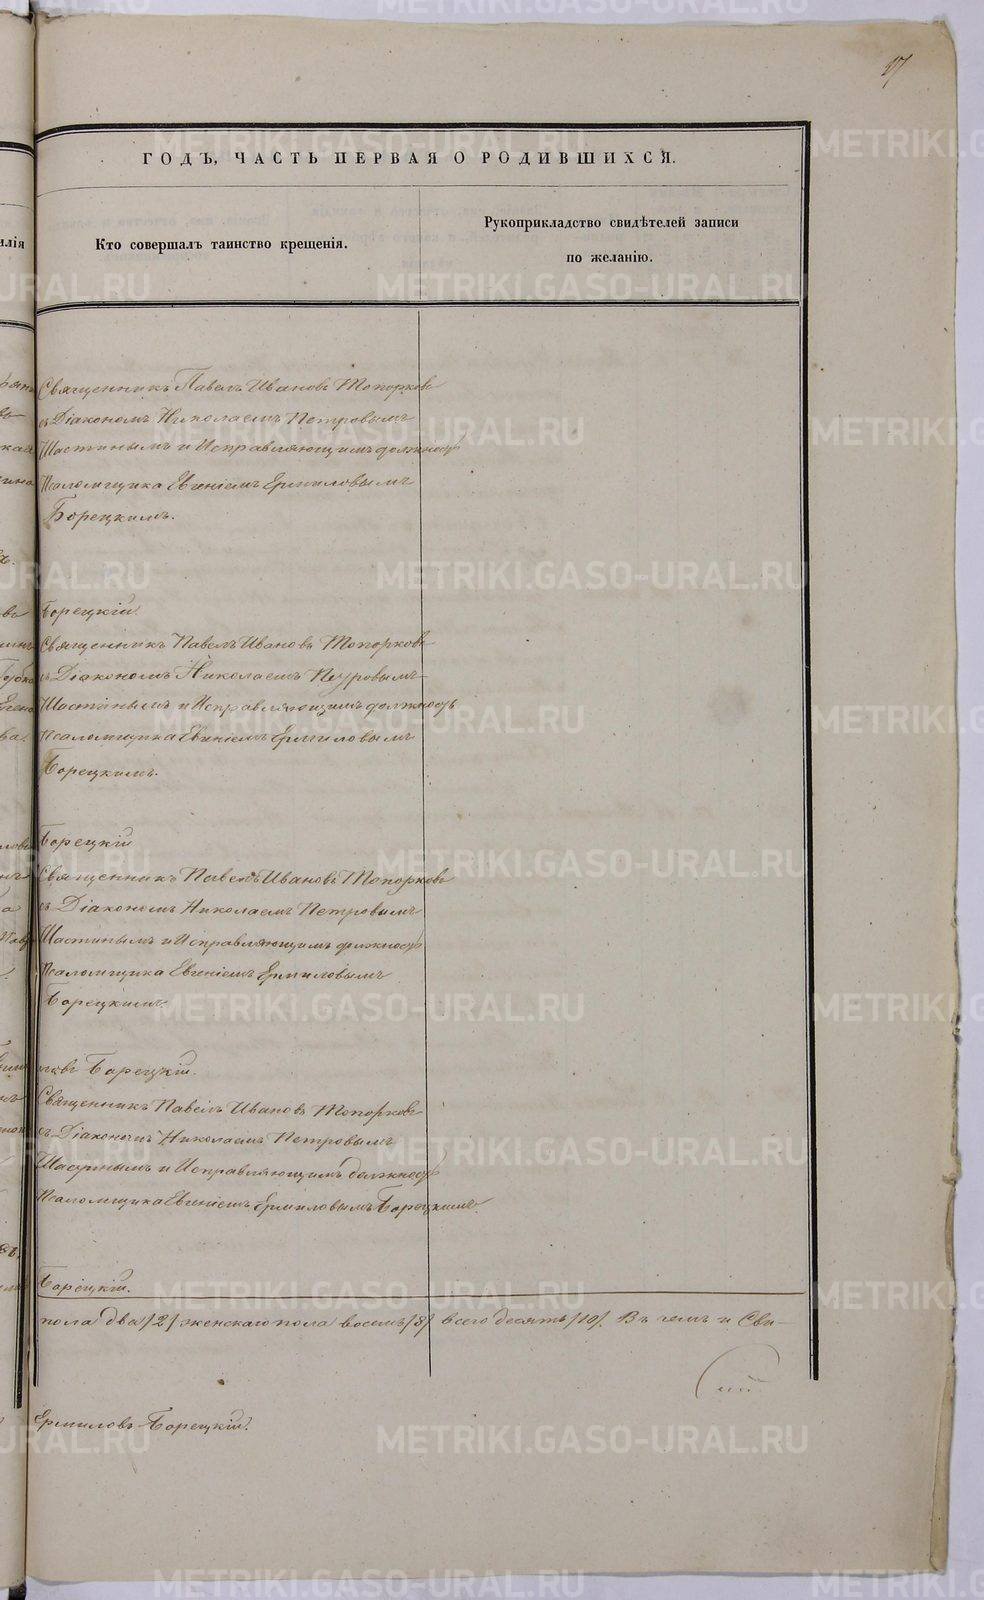 ГОДЪ, ЧАСТЬ ПЕРВАЯ О РОДИВШИХСЯ.
Кто совершалъ таинство крещенія.
Рукоприкладство свидѣтелей записи
по желанію.
Священникъ Павелъ Ивановъ Топорковъ
съ Діакономъ Николаемъ Петровымъ
Шастинымъ и Исправляющимъ должность
Псаломщика Евгеніемъ Ермиловымъ
Борецкимъ.
Борецкій.
Священникъ Павелъ Ивановъ Топорковъ
съ Діакономъ Николаемъ Петровымъ
Шастинымъ и Исправляющимъ должность
Псаломщика Евгеніемъ Ермиловымъ
Борецкимъ.
Борецкій
Священникъ Павелъ Ивановъ Топорковъ
съ Діакономъ Николаемъ Петровымъ
Шастинымъ и Исправляющимъ должность
Псаломщика Евгеніемъ Ермиловымъ
Борецкимъ.
ловъ Борецкій.
Священникъ Павелъ Ивановъ Топорковъ
съ Діакономъ Николаемъ Петровымъ
Шастинымъ и Исправляющимъ должность
Псаломщика Евгеніемъ Ермиловымъ Борецкимъ.
Борецкій.
пола два /2/ женскаго пола восемь /8/ всего десять /10/. Въ чемъ и Сви-
Ермиловъ Борецкій.
METRIKI.GASO-URAL.RU